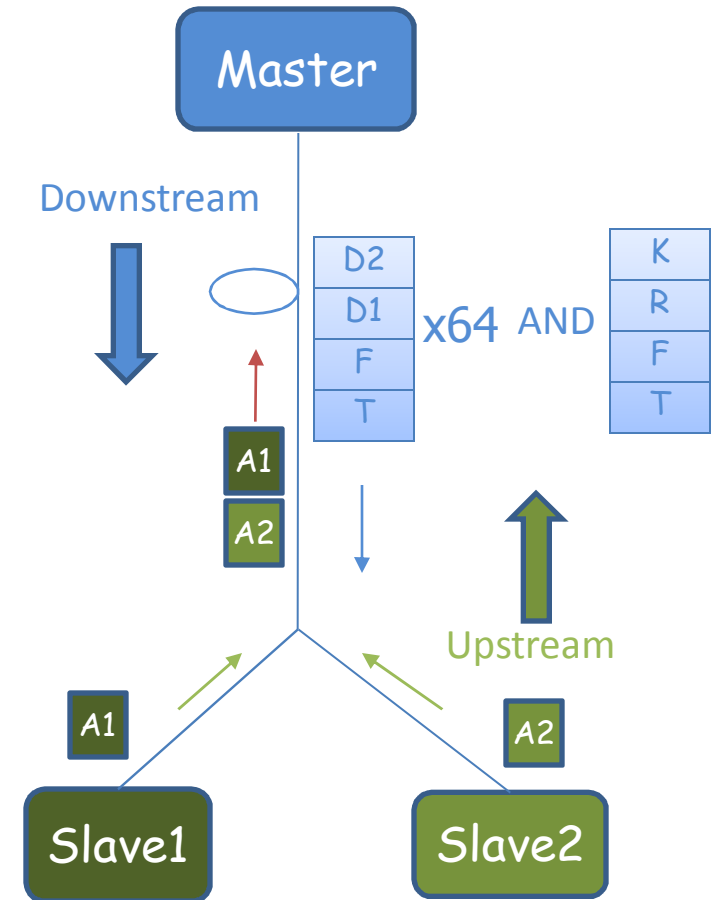 Master
Downstream
D2
D1
F
T
x64 AND
K
R
F
T
A1
A2
Upstream
A1
A2
Slave1
Slave2